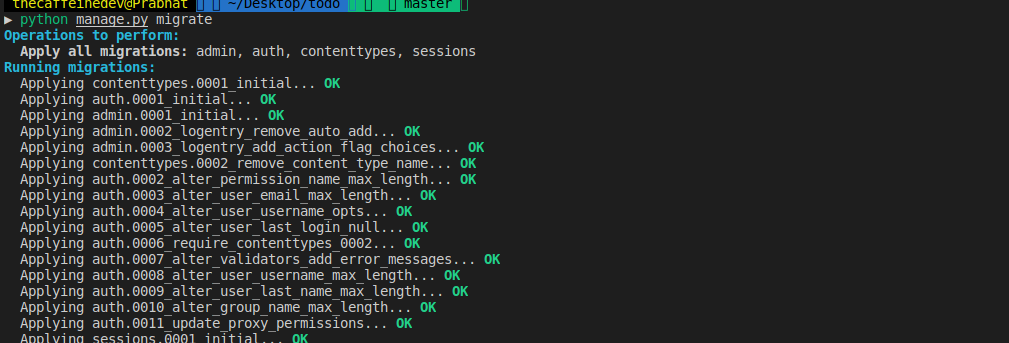 thecaffeinedev@Prabhat ~/Desktop/todo master
▶ python manage.py migrate
Operations to perform:
Apply all migrations: admin, auth, contenttypes, sessions
Running migrations:
Applying contenttypes.0001_initial... OK
Applying auth.0001_initial... OK
Applying admin.0001_initial... OK
Applying admin.0002_logentry_remove_auto_add... OK
Applying admin.0003_logentry_add_action_flag_choices... OK
Applying contenttypes.0002_remove_content_type_name... OK
Applying auth.0002_alter_permission_name_max_length... OK
Applying auth.0003_alter_user_email_max_length... OK
Applying auth.0004_alter_user_username_opts... OK
Applying auth.0005_alter_user_last_login_null... OK
Applying auth.0006_require_contenttypes_0002... OK
Applying auth.0007_alter_validators_add_error_messages... OK
Applying auth.0008_alter_user_username_max_length... OK
Applying auth.0009_alter_user_last_name_max_length... OK
Applying auth.0010_alter_group_name_max_length... OK
Applying auth.0011_update_proxy_permissions... OK
Applying sessions.0001_initial... OK